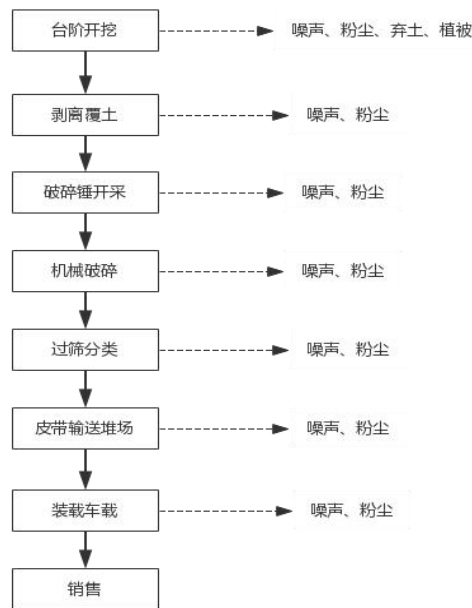 台阶开挖
噪声、粉尘、弃土、植被
剥离覆土
噪声、粉尘
破碎锤开采
噪声、粉尘
机械破碎
噪声、粉尘
过筛分类
噪声、粉尘
皮带输送堆场
噪声、粉尘
装载车载
噪声、粉尘
销售